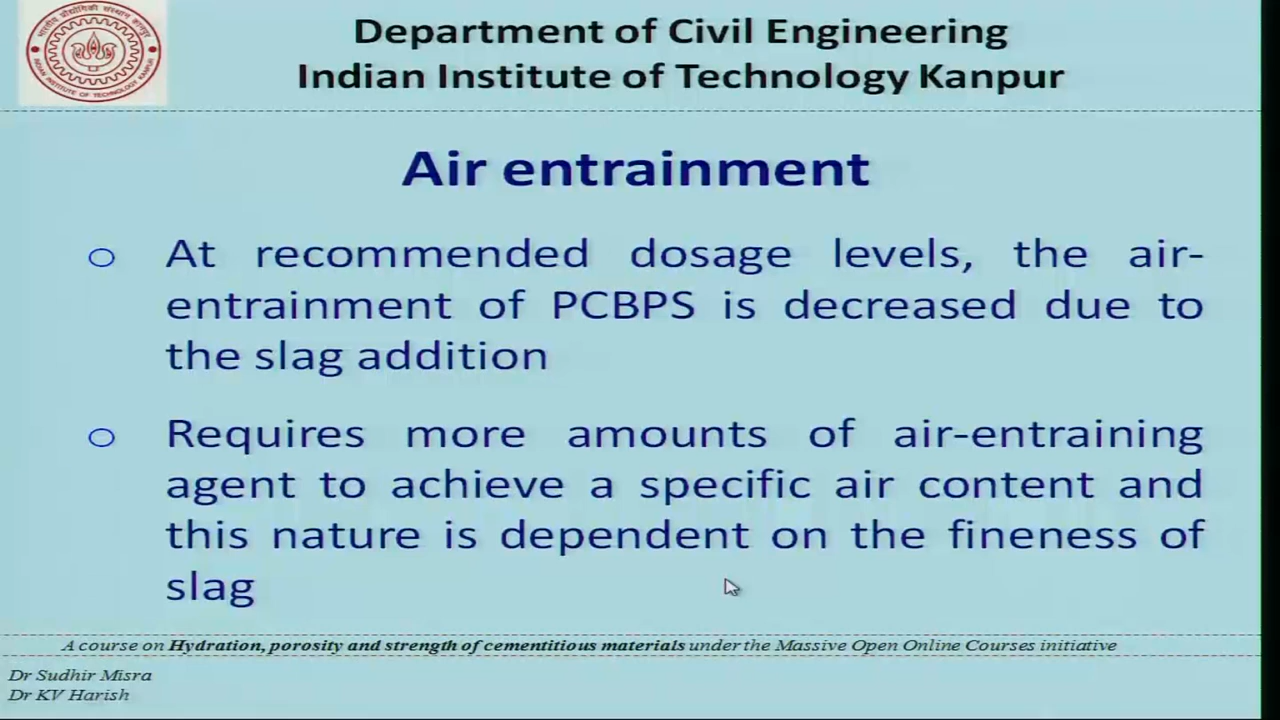 Department of Civil Engineering
Indian Institute of Technology Kanpur
Air entrainment
o At recommended dosage levels, the air-
entrainment of PCBPS is decreased due to
the slag addition
o Requires more amounts of air-entraining
agent to achieve a specific air content and
this nature is dependent on the fineness of
slag
A course on Hydration, porosity and strength of cementitious materials under the Massive Open Online Courses initiative
Dr Sudhir Misra
Dr KV Harish